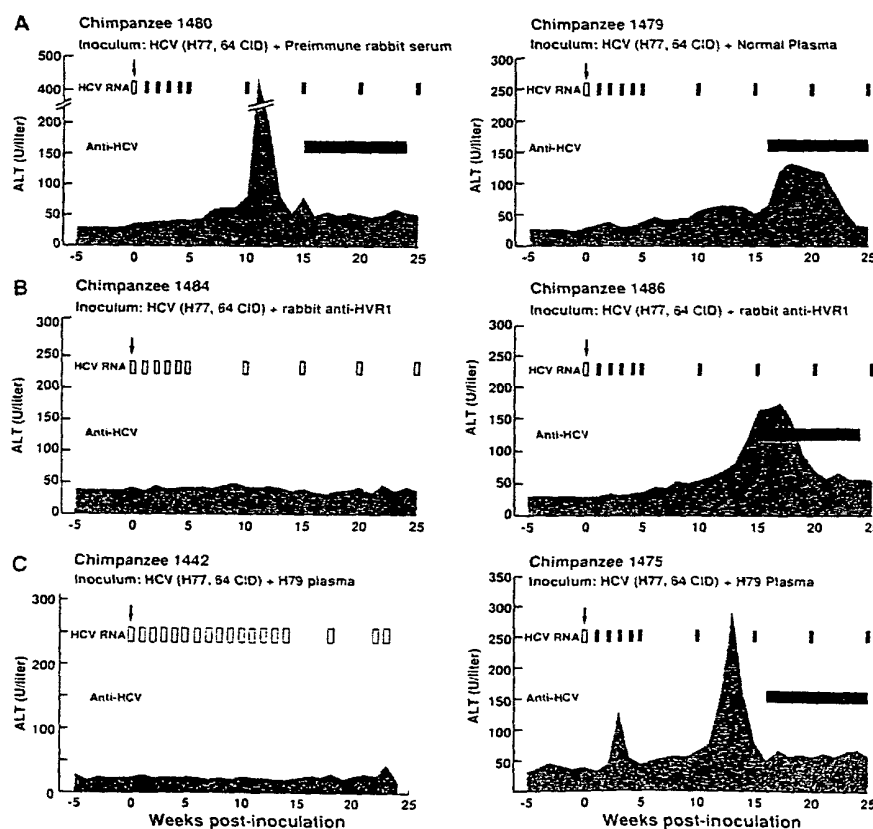 A
Chimpanzee 1480
Inoculum: HCV (H77, 64 CID) + Preimmune rabbit serum
500
400
200
150
100
50
0
ALT (U/liter)
HCV RNA
Anti-HCV
-5 0 5 10 15 20 25
Chimpanzee 1479
Inoculum: HCV (H77, 64 CID) + Normal Plasma
300
250
200
150
100
50
0
ALT (U/liter)
HCV RNA
Anti-HCV
-5 0 5 10 15 20 25
B
Chimpanzee 1484
Inoculum: HCV (H77, 64 CID) + rabbit anti-HVR1
300
250
200
150
100
50
0
ALT (U/liter)
HCV RNA
Anti-HCV
-5 0 5 10 15 20 25
Chimpanzee 1486
Inoculum: HCV (H77, 64 CID) + rabbit anti-HVR1
300
250
200
150
100
50
0
ALT (U/liter)
HCV RNA
Anti-HCV
-5 0 5 10 15 20 25
C
Chimpanzee 1442
Inoculum: HCV (H77, 64 CID) + H79 plasma
300
250
200
150
100
50
0
ALT (U/liter)
HCV RNA
Anti-HCV
-5 0 5 10 15 20 25
Weeks post-inoculation
Chimpanzee 1475
Inoculum: HCV (H77, 64 CID) + H79 Plasma
350
300
250
200
150
100
50
ALT (U/liter)
HCV RNA
Anti-HCV
-5 0 5 10 15 20 25
Weeks post-inoculation